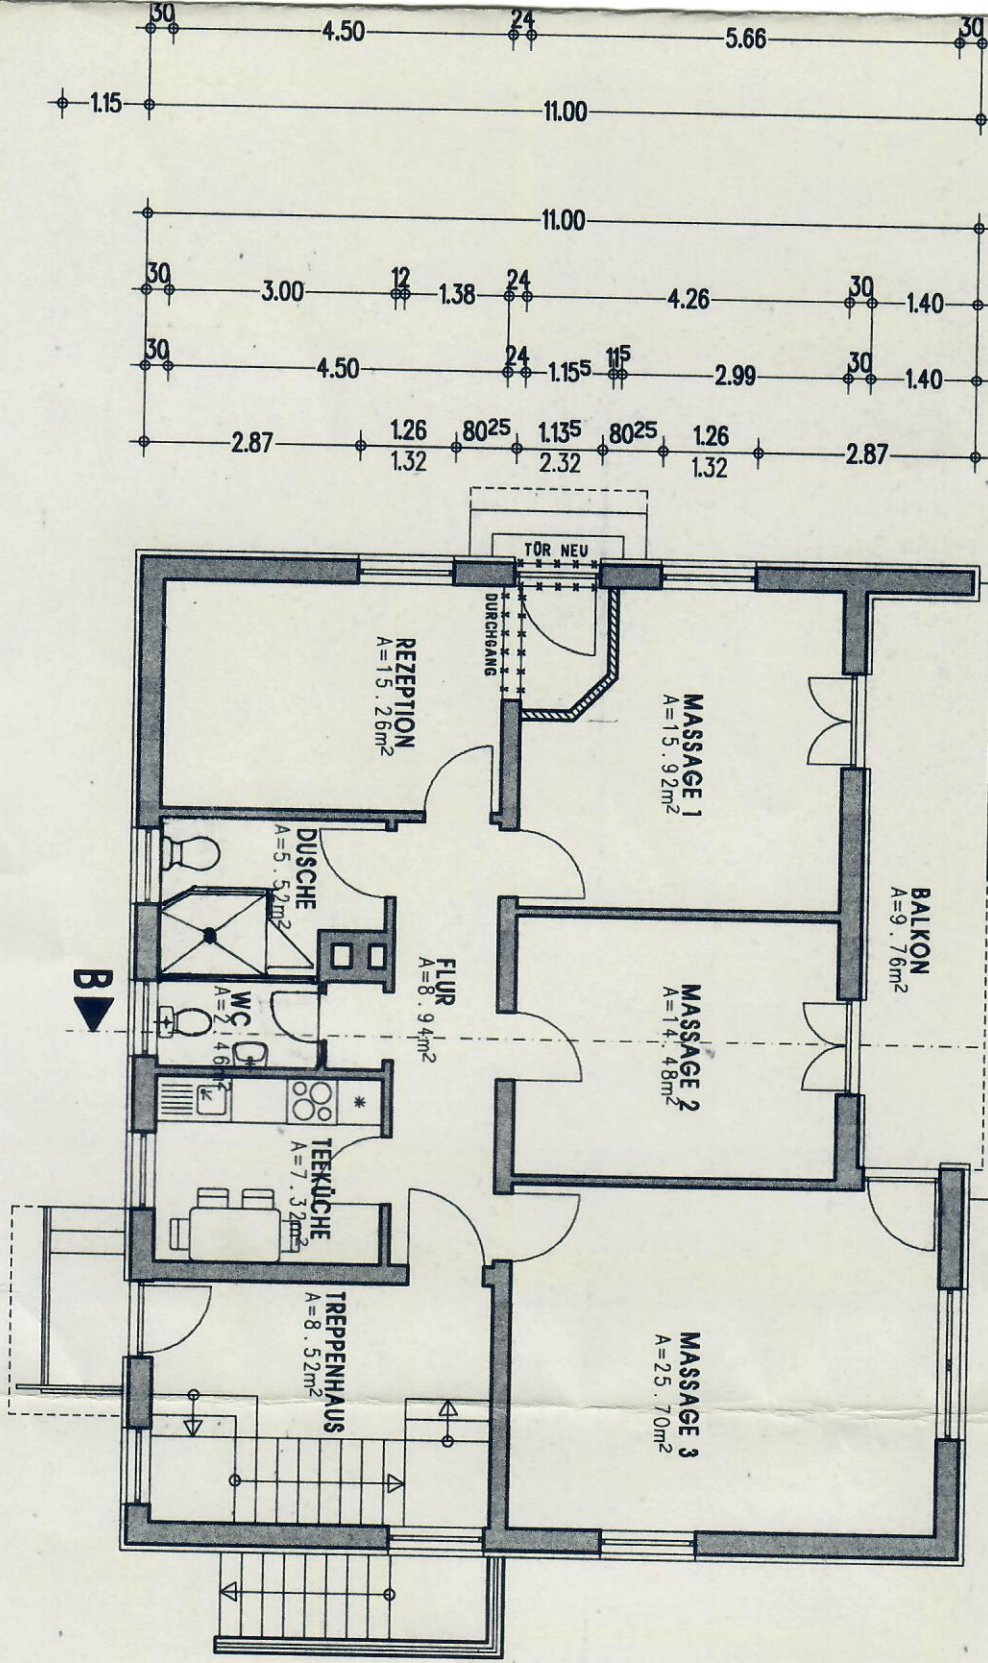 30 4.50 24 5.66 30
1.15 11.00
11.00
30 3.00 12 1.38 24 4.26 30 1.40
30 4.50 24 1.15⁵ 11⁵ 2.99 30 1.40
2.87 1.26 80²⁵ 1.13⁵ 80²⁵ 1.26 2.87
1.32 2.32 1.32
TÜR NEU
DURCHGANG
REZEPTION
A=15.26m²
MASSAGE 1
A=15.92m²
DUSCHE
A=5.52m²
BALKON
A=9.76m²
FLUR
A=8.94m²
B
WC
A=2.46m²
MASSAGE 2
A=14.48m²
TEEKÜCHE
A=7.32m²
TREPPENHAUS
A=8.52m²
MASSAGE 3
A=25.70m²